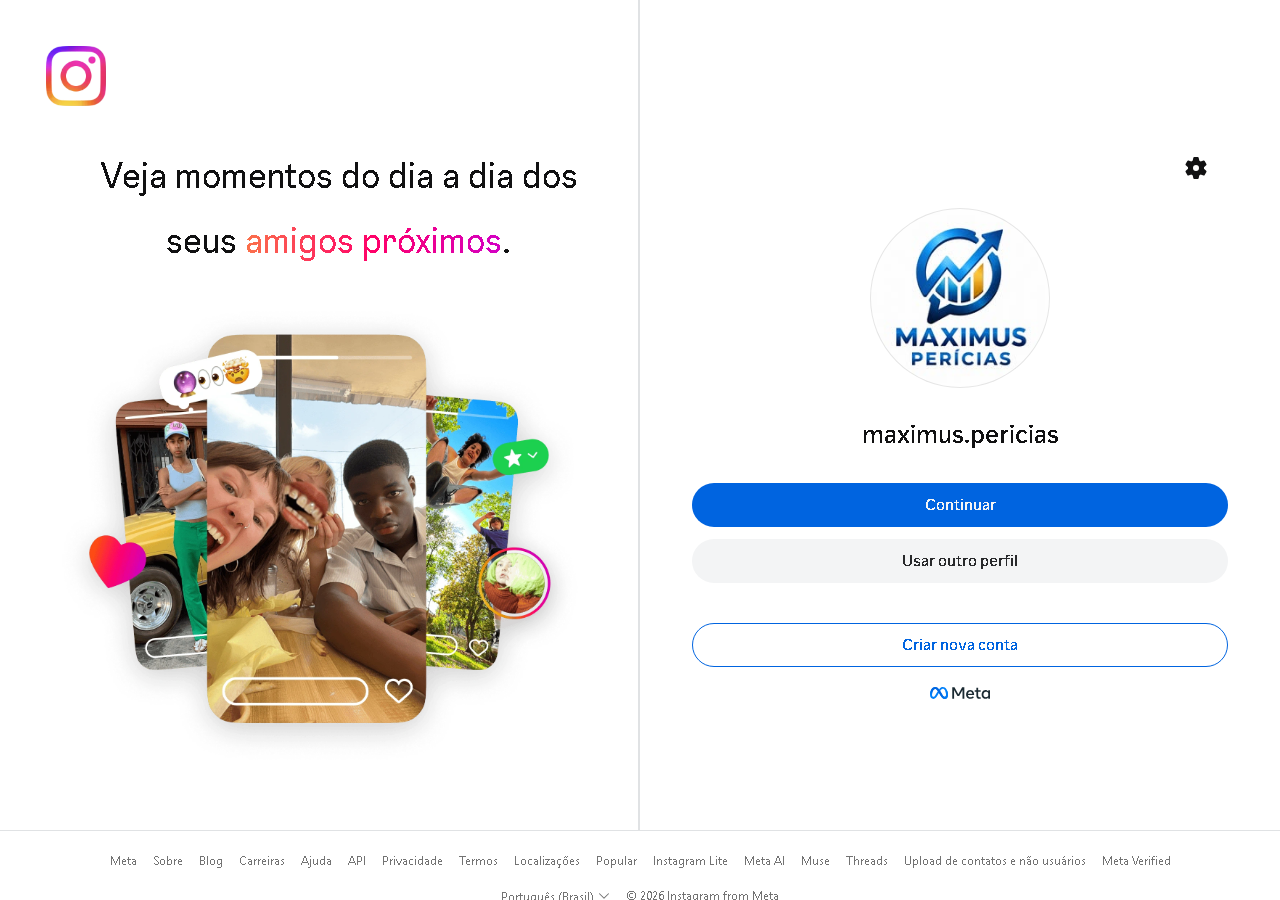 Veja momentos do dia a dia dos
seus amigos próximos.
MAXIMUS
PERÍCIAS
maximus.pericias
Continuar
Usar outro perfil
Criar nova conta
Meta
Meta Sobre Blog Carreiras Ajuda API Privacidade Termos Localizações Popular Instagram Lite Meta AI Muse Threads Upload de contatos e não usuários Meta Verified
Português (Brasil) © 2026 Instagram from Meta